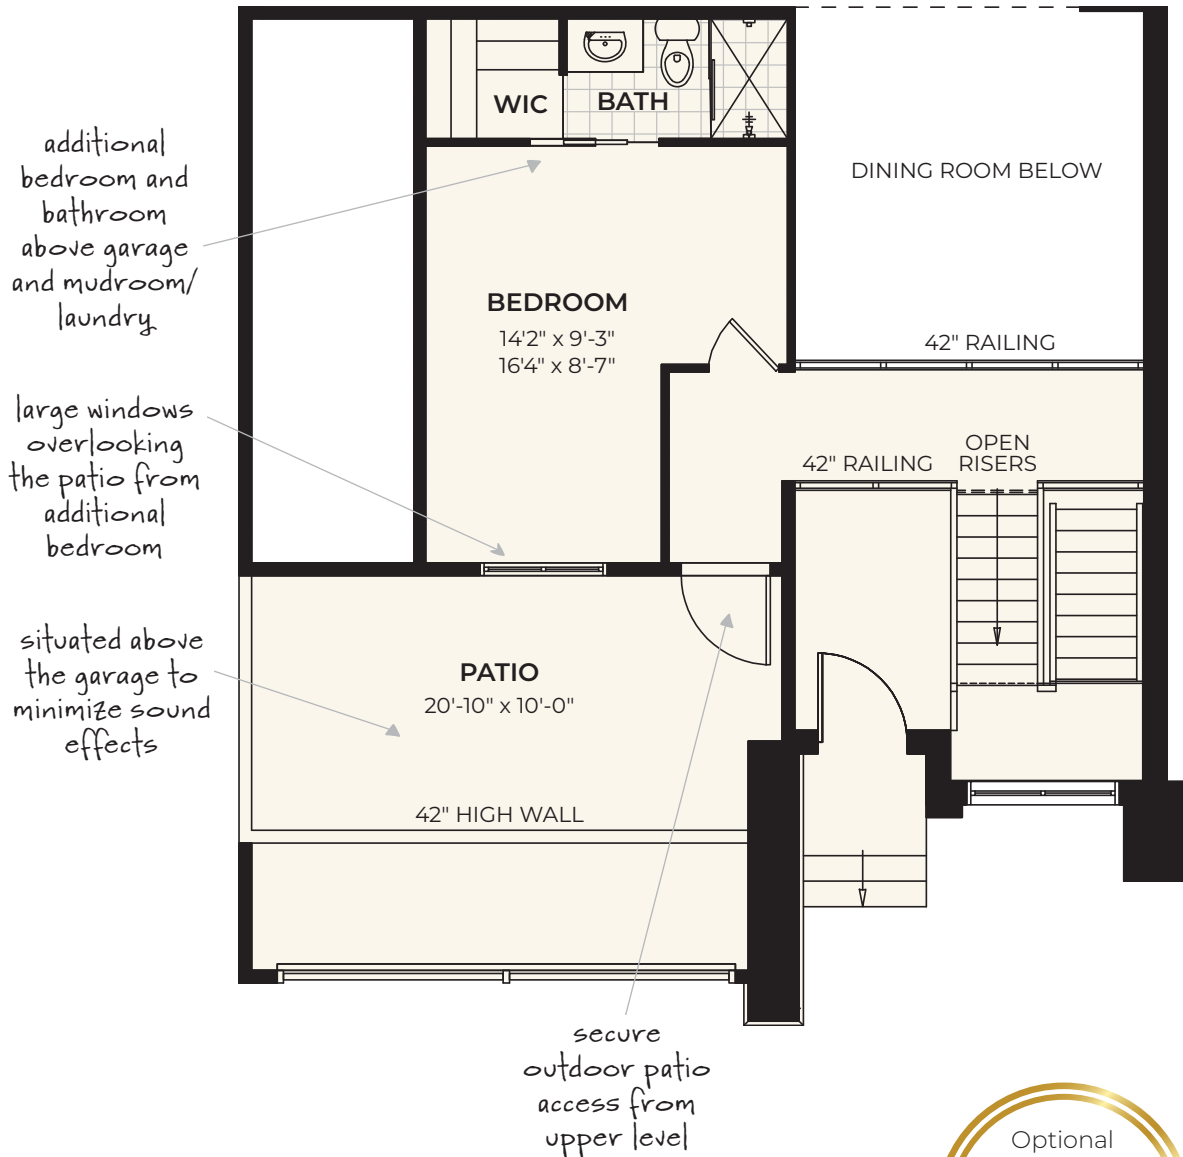 WIC
BATH
additional
bedroom and
bathroom
above garage
and mudroom/
laundry
DINING ROOM BELOW
BEDROOM
14'2" x 9'-3"
16'4" x 8'-7"
42" RAILING
large windows
overlooking
the patio from
additional
bedroom
42" RAILING
OPEN
RISERS
situated above
the garage to
minimize sound
effects
PATIO
20'-10" x 10'-0"
42" HIGH WALL
secure
outdoor patio
access from
upper level
Optional